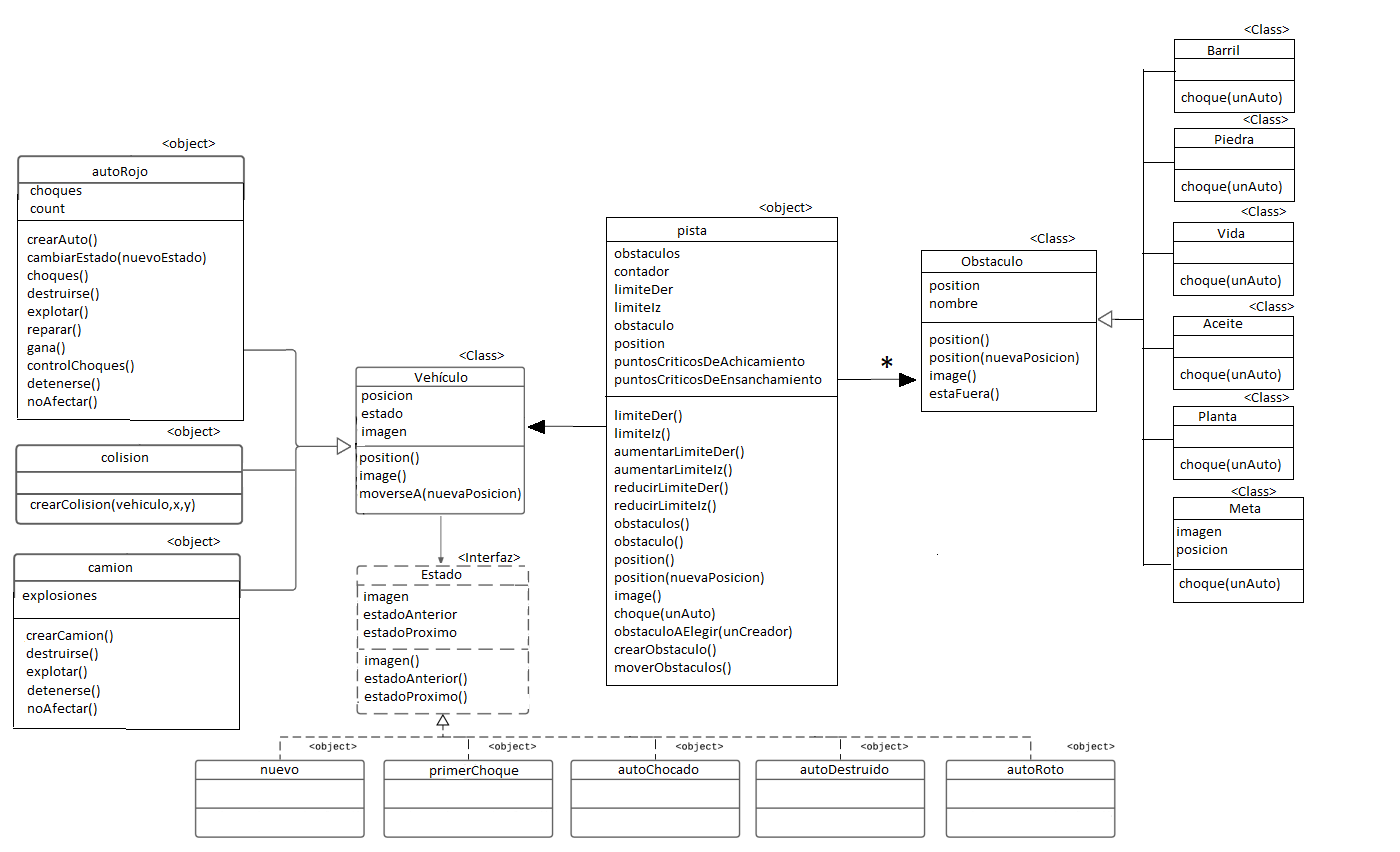 <object>
autoRojo
choques
count
crearAuto()
cambiarEstado(nuevoEstado)
choques()
destruirse()
explotar()
reparar()
gana()
controlChoques()
detenerse()
noAfectar()
<object>
colision
crearColision(vehiculo,x,y)
<object>
camion
explosiones
crearCamion()
destruirse()
explotar()
detenerse()
noAfectar()
<Class>
Vehículo
posicion
estado
imagen
position()
image()
moverseA(nuevaPosicion)
<Interfaz>
Estado
imagen
estadoAnterior
estadoProximo
imagen()
estadoAnterior()
estadoProximo()
<object>
nuevo
<object>
primerChoque
<object>
autoChocado
<object>
autoDestruido
<object>
autoRoto
<object>
pista
obstaculos
contador
limiteDer
limiteIz
obstaculo
position
puntosCriticosDeAchicamiento
puntosCriticosDeEnsanchamiento
limiteDer()
limiteIz()
aumentarLimiteDer()
aumentarLimiteIz()
reducirLimiteDer()
reducirLimiteIz()
obstaculos()
obstaculo()
position()
position(nuevaPosicion)
image()
choque(unAuto)
obstaculoAElegir(unCreador)
crearObstaculo()
moverObstaculos()
*
<Class>
Obstaculo
position
nombre
position()
position(nuevaPosicion)
image()
estaFuera()
<Class>
Barril
choque(unAuto)
<Class>
Piedra
choque(unAuto)
<Class>
Vida
choque(unAuto)
<Class>
Aceite
choque(unAuto)
<Class>
Planta
choque(unAuto)
<Class>
Meta
imagen
posicion
choque(unAuto)